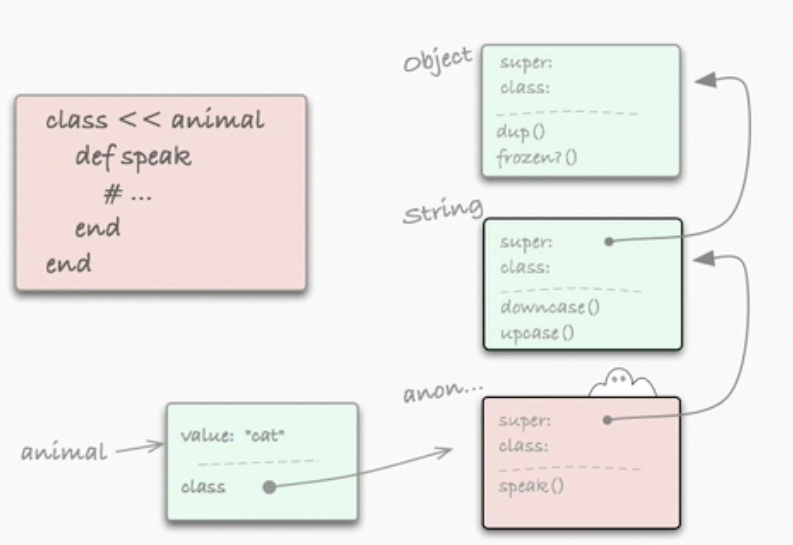 class << animal
def speak
# ...
end
end
Object
super:
class:
dup()
frozen?()
String
super:
class:
downcase()
upcase()
anon...
super:
class:
speak()
animal
value: "cat"
class